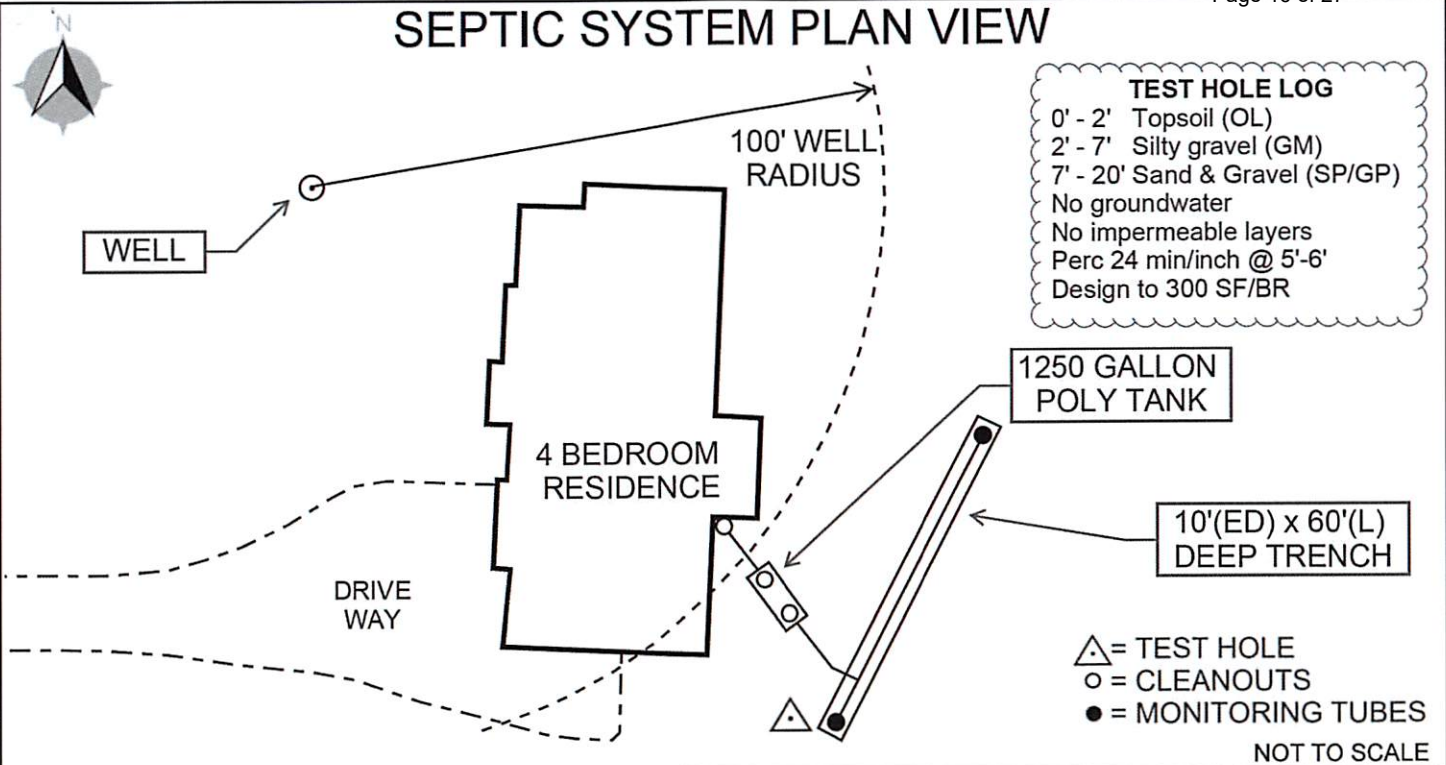 SEPTIC SYSTEM PLAN VIEW
N
TEST HOLE LOG
0' - 2' Topsoil (OL)
2' - 7' Silty gravel (GM)
7' - 20' Sand & Gravel (SP/GP)
No groundwater
No impermeable layers
Perc 24 min/inch @ 5'-6'
Design to 300 SF/BR
100' WELL
RADIUS
WELL
1250 GALLON
POLY TANK
4 BEDROOM
RESIDENCE
10'(ED) x 60'(L)
DEEP TRENCH
DRIVE
WAY
= TEST HOLE
= CLEANOUTS
= MONITORING TUBES
NOT TO SCALE